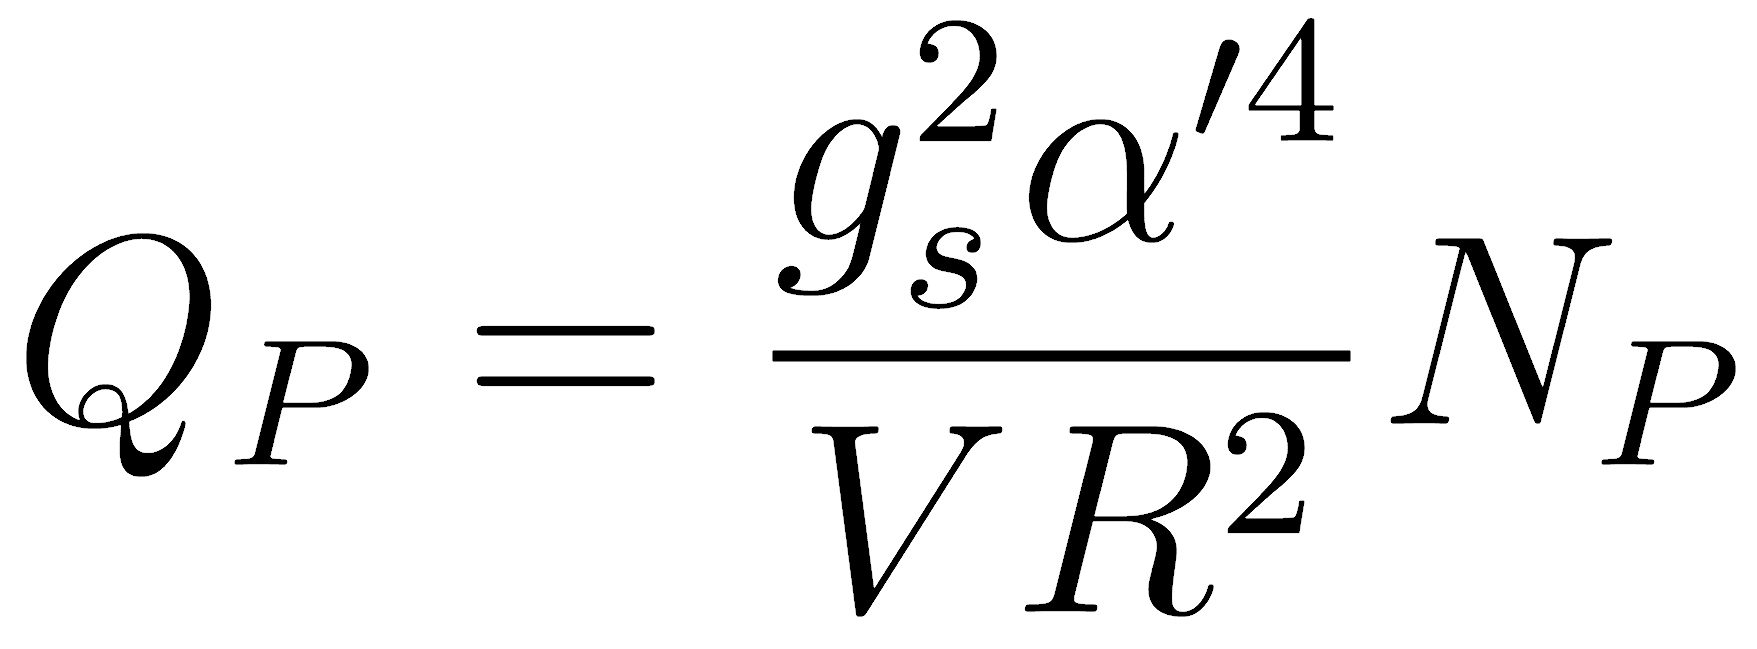 $Q_P = \frac{g_s^2 \alpha'^4}{V R^2} N_P$